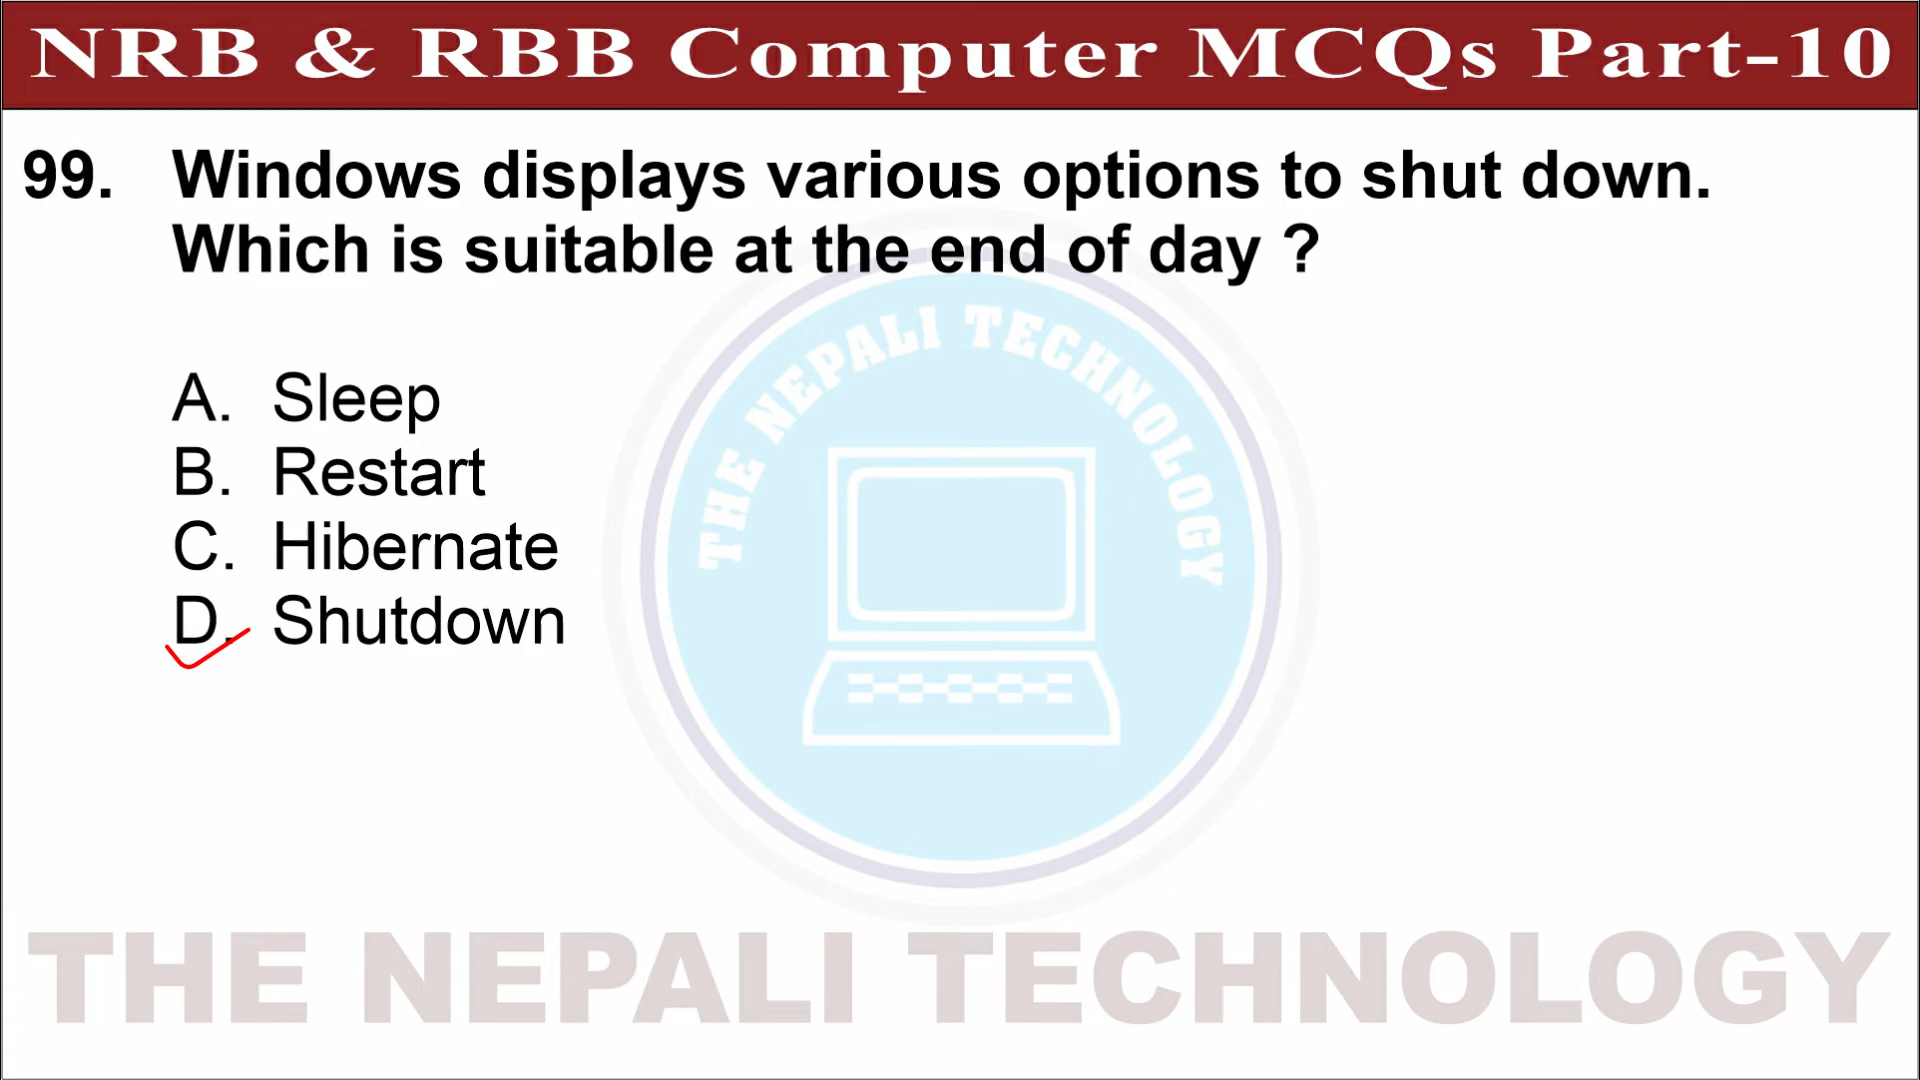 NRB & RBB Computer MCQs Part-10
99. Windows displays various options to shut down.
Which is suitable at the end of day ?
THE NEPALI TECHNOLOGY
A. Sleep
B. Restart
C. Hibernate
D. Shutdown
THE NEPALI TECHNOLOGY